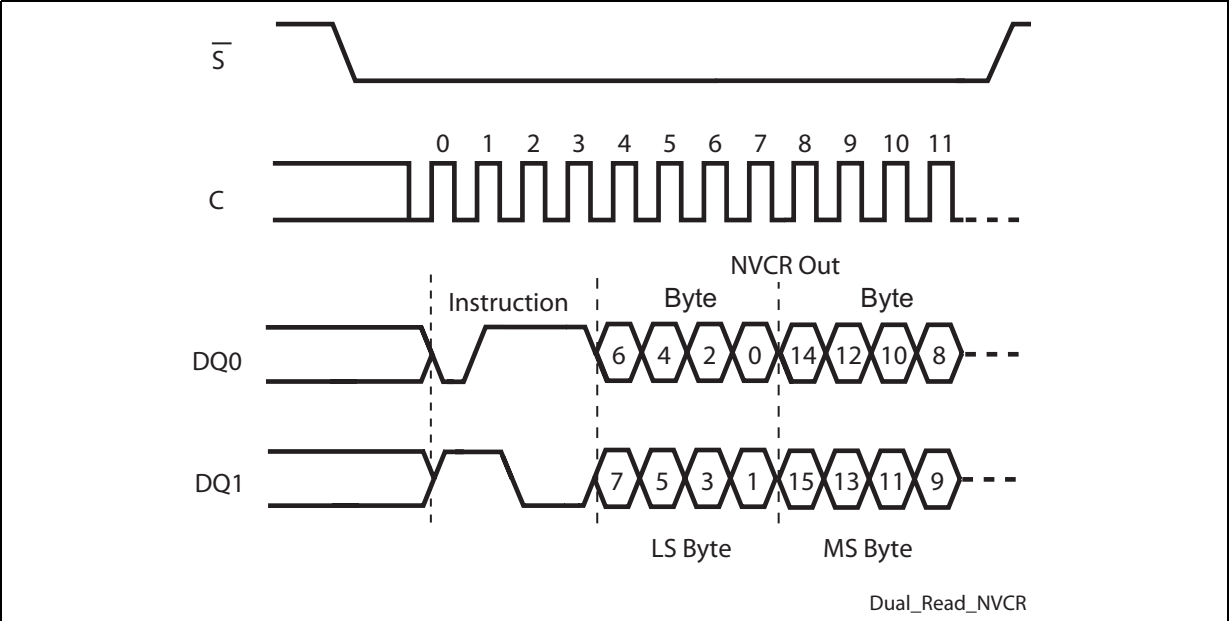 S
0 1 2 3 4 5 6 7 8 9 10 11
C
NVCR Out
Instruction Byte Byte
DQ0 6 4 2 0 14 12 10 8
DQ1 7 5 3 1 15 13 11 9
LS Byte MS Byte
Dual_Read_NVCR